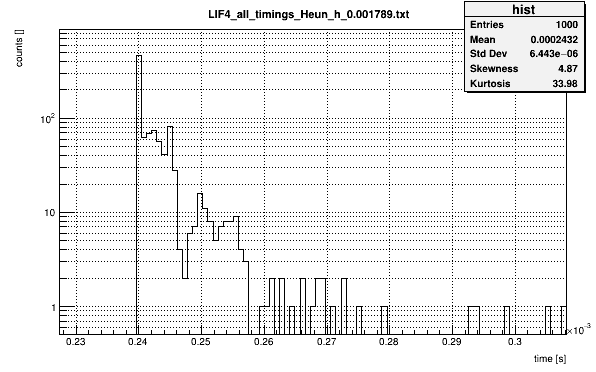 LIF4_all_timings_Heun_h_0.001789.txt
hist
Entries 1000
Mean 0.0002432
Std Dev 6.443e−06
Skewness 4.87
Kurtosis 33.98
counts []
10²
10
1
0.23 0.24 0.25 0.26 0.27 0.28 0.29 0.3
×10⁻³
time [s]